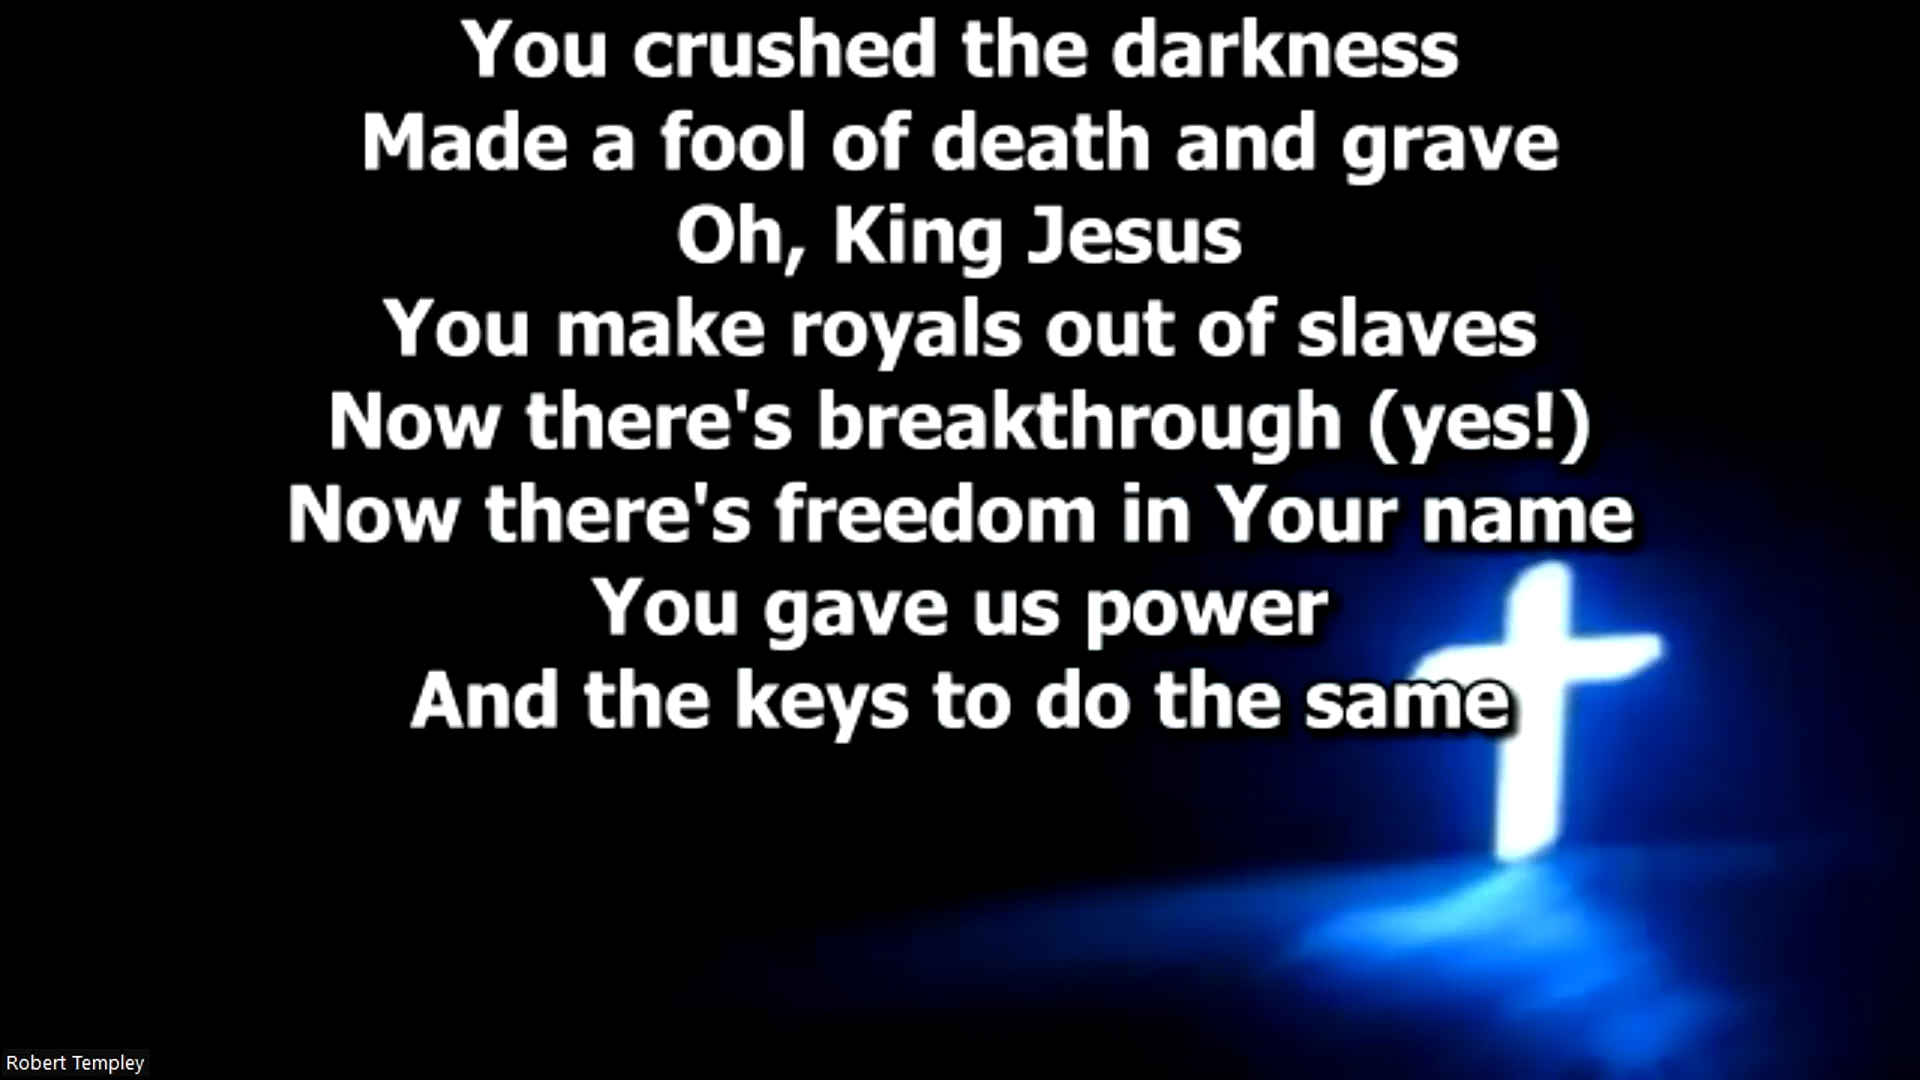 You crushed the darkness
Made a fool of death and grave
Oh, King Jesus
You make royals out of slaves
Now there's breakthrough (yes!)
Now there's freedom in Your name
You gave us power
And the keys to do the same
Robert Templey